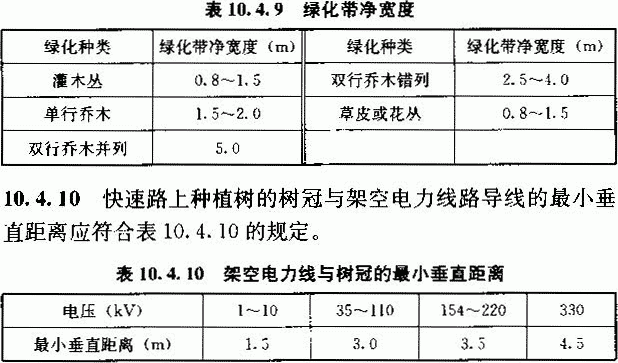 表 10.4.9 绿化带净宽度
绿化种类 绿化带净宽度（m） 绿化种类 绿化带净宽度（m）
灌木丛 0.8～1.5 双行乔木错列 2.5～4.0
单行乔木 1.5～2.0 草皮或花丛 0.8～1.5
双行乔木并列 5.0
10.4.10 快速路上种植树的树冠与架空电力线路导线的最小垂
直距离应符合表 10.4.10 的规定。
表 10.4.10 架空电力线与树冠的最小垂直距离
电压（kV） 1～10 35～110 154～220 330
最小垂直距离（m） 1.5 3.0 3.5 4.5